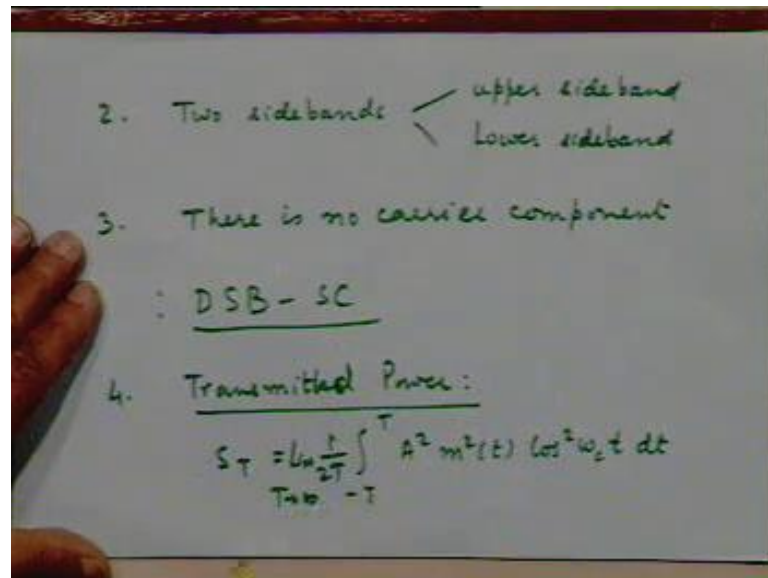 2. Two sidebands upper sideband
Lower sideband
3. There is no carrier component
: DSB - SC
4. Transmitted Power:
S_T = Lim 1/2T ∫ A² m²(t) Cos² ω_c t dt
T→∞ -T T